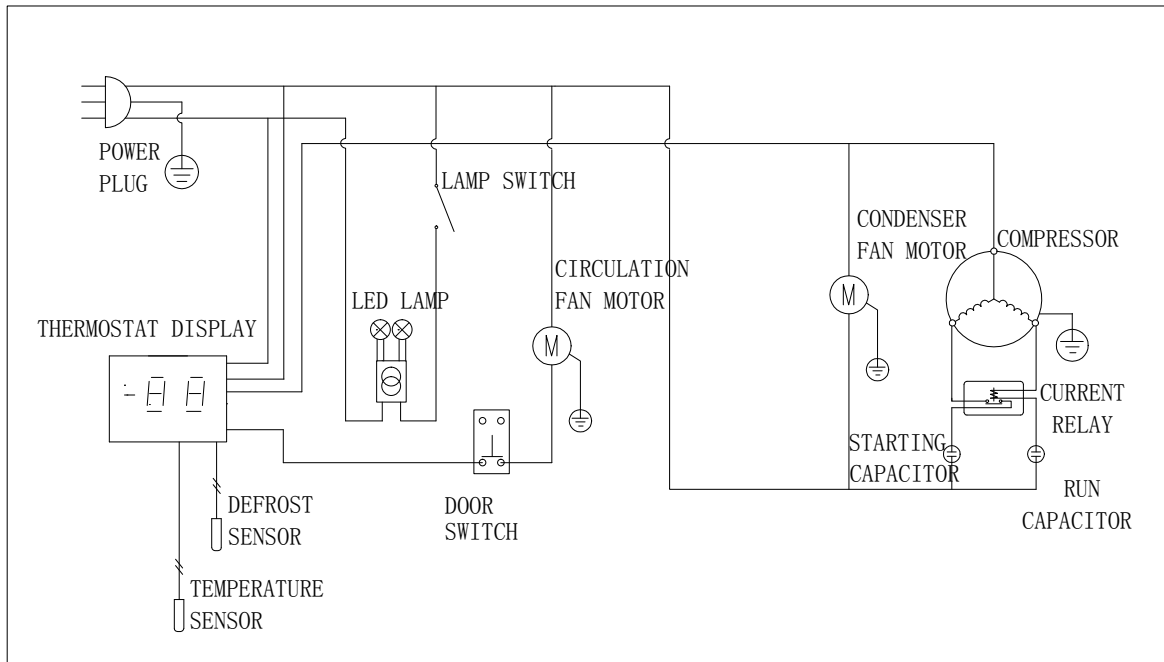 POWER
PLUG
LAMP SWITCH
CONDENSER
FAN MOTOR
COMPRESSOR
CIRCULATION
FAN MOTOR
LED LAMP
THERMOSTAT DISPLAY
M
M
-88
CURRENT
RELAY
STARTING
CAPACITOR
RUN
CAPACITOR
DOOR
SWITCH
DEFROST
SENSOR
TEMPERATURE
SENSOR